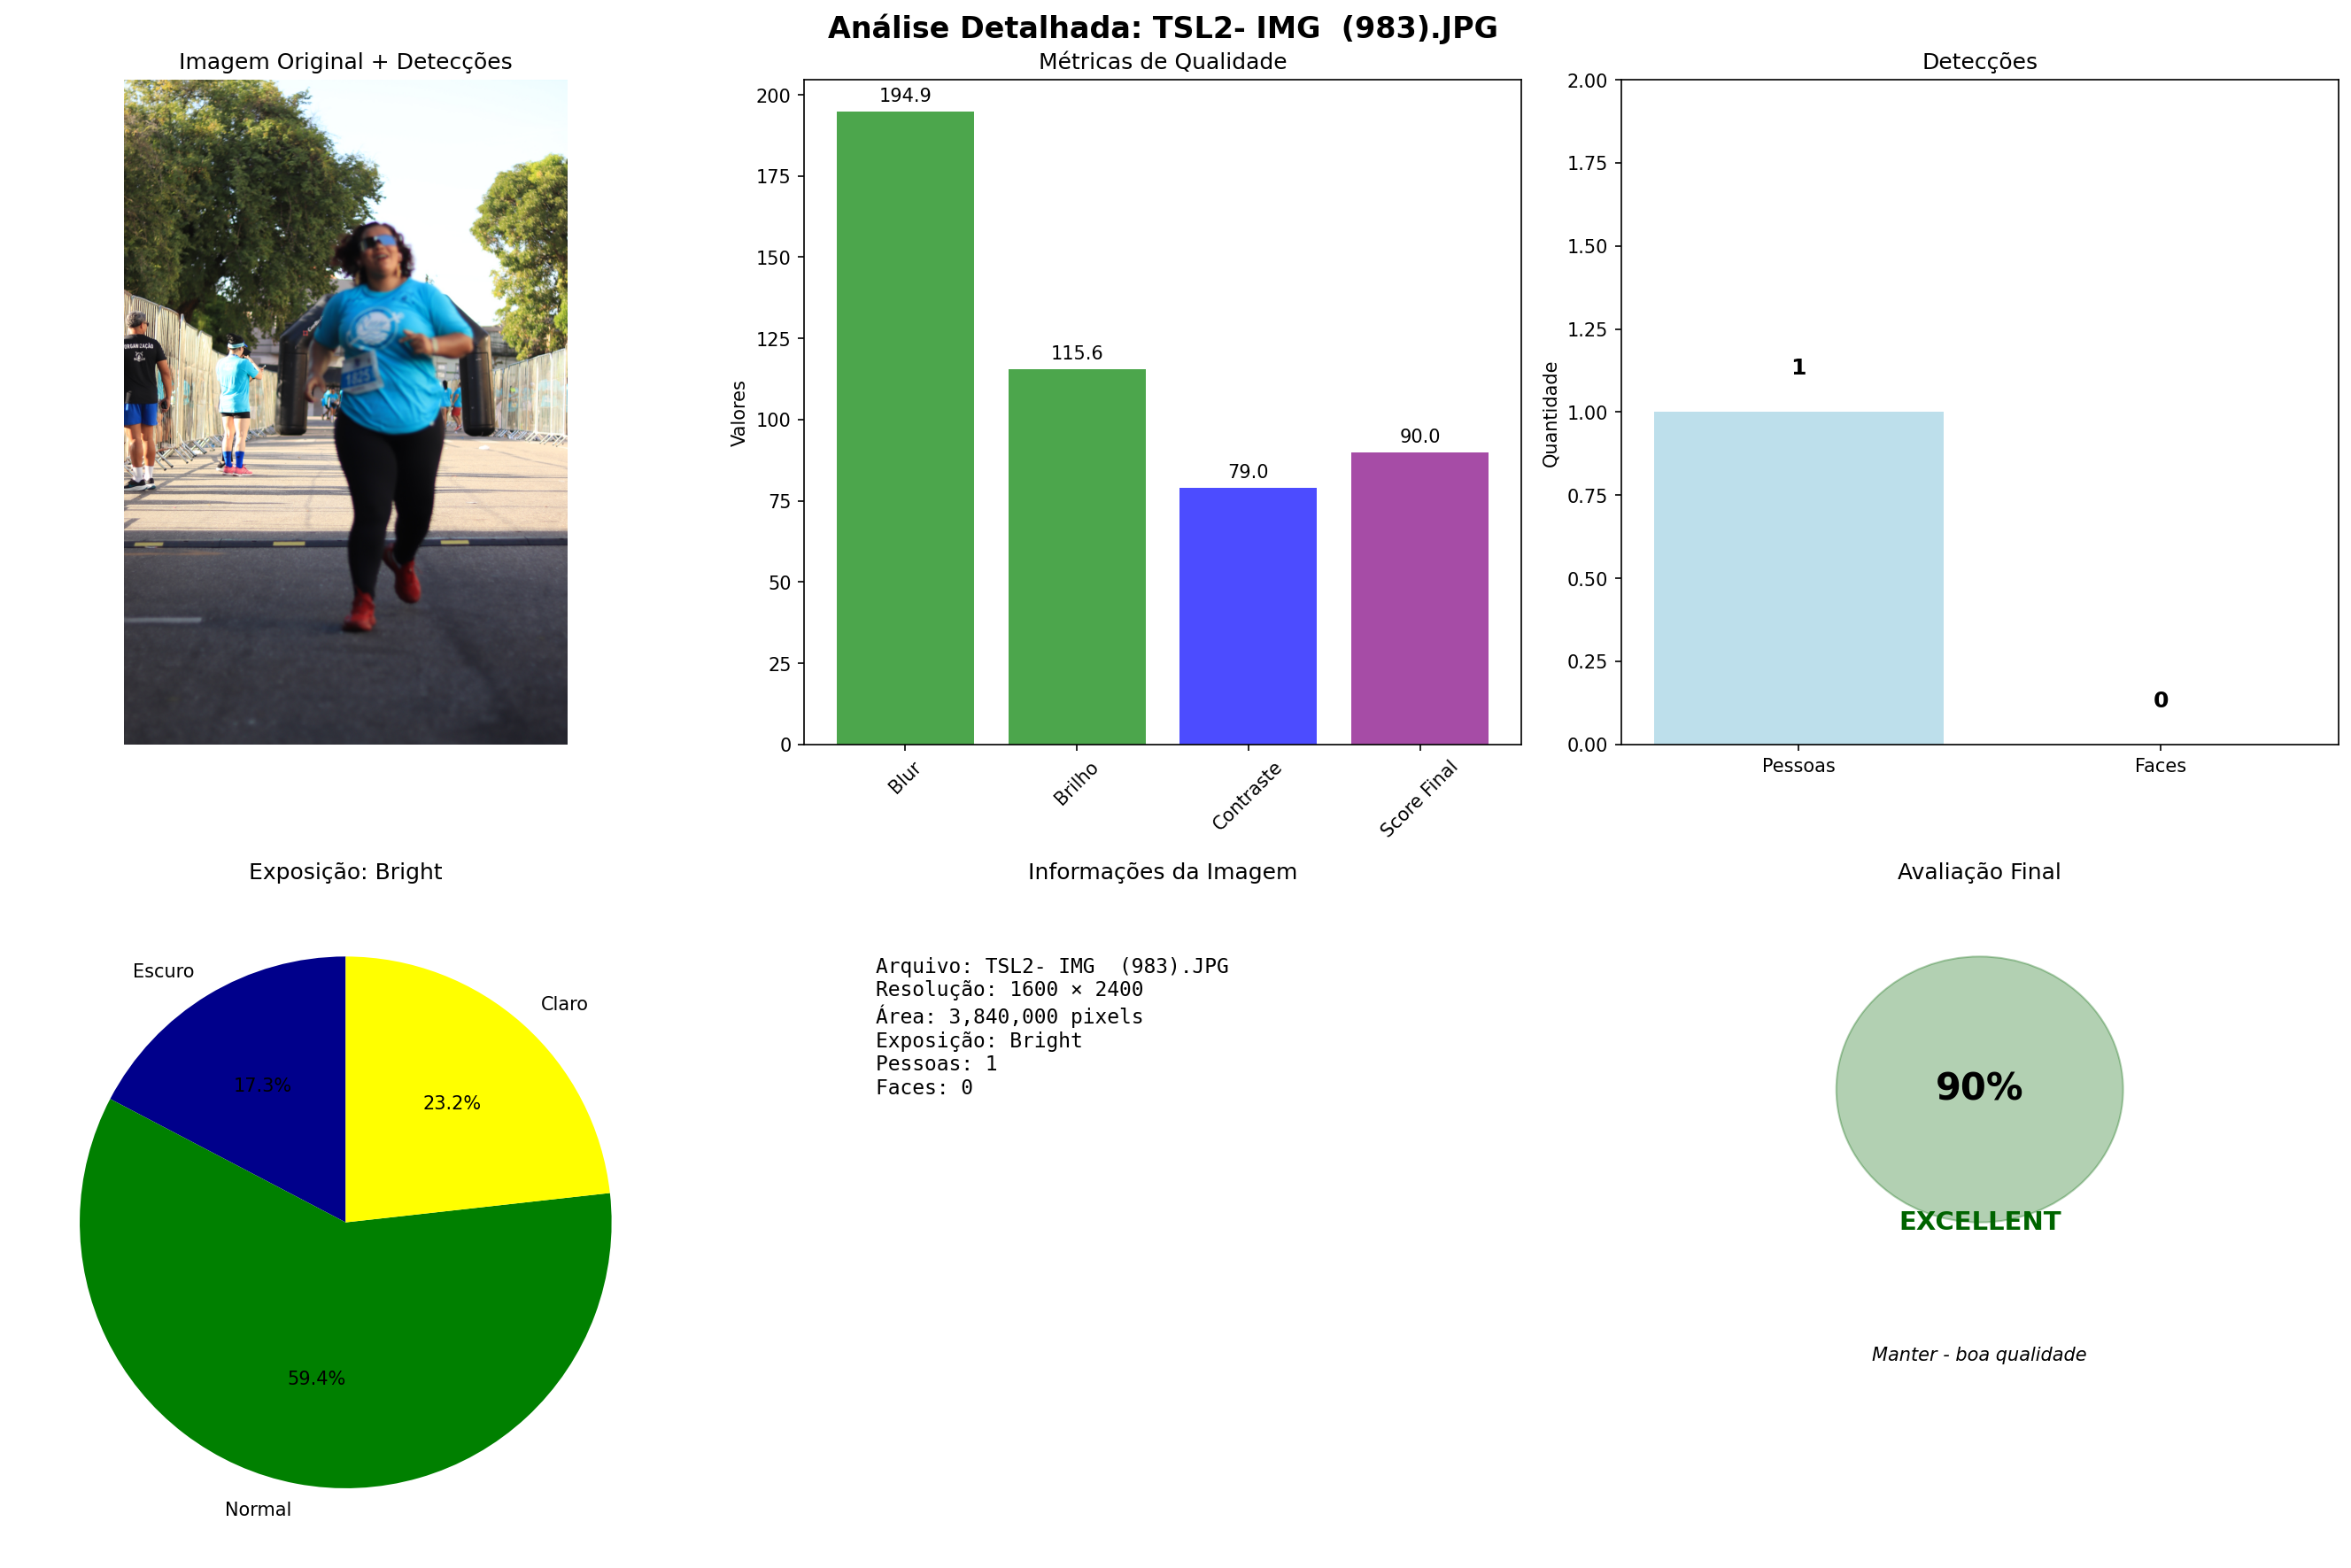 Análise Detalhada: TSL2- IMG  (983).JPG
Imagem Original + Detecções
ORGANIZAÇÃO
Métricas de Qualidade
Valores
200
175
150
125
100
75
50
25
0
194.9
115.6
79.0
90.0
Blur
Brilho
Contraste
Score Final
Detecções
Quantidade
2.00
1.75
1.50
1.25
1.00
0.75
0.50
0.25
0.00
1
0
Pessoas
Faces
Exposição: Bright
Escuro
Claro
17.3%
23.2%
59.4%
Normal
Informações da Imagem
Arquivo: TSL2- IMG  (983).JPG
Resolução: 1600 × 2400
Área: 3,840,000 pixels
Exposição: Bright
Pessoas: 1
Faces: 0
Avaliação Final
90%
EXCELLENT
Manter - boa qualidade